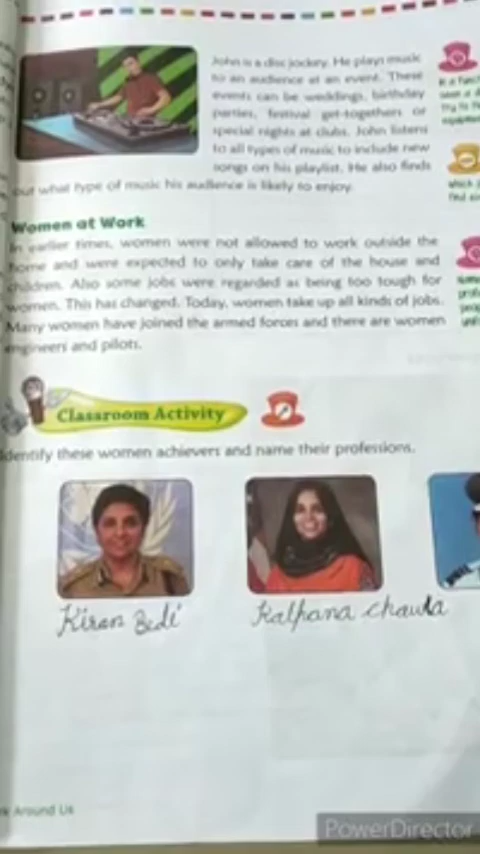 John is a disc jockey. He plays music
to an audience at an event. These
events can be weddings, birthday
parties, festival get-togethers or
special nights at clubs. John listens
to all types of music to include new
songs on his playlist. He also finds
out what type of music his audience is likely to enjoy.
Women at Work
In earlier times, women were not allowed to work outside the
home and were expected to only take care of the house and
children. Also some jobs were regarded as being too tough for
women. This has changed. Today, women take up all kinds of jobs.
Many women have joined the armed forces and there are women
engineers and pilots.
Classroom Activity
Identify these women achievers and name their professions.
Kiran Bedi
Kalpana Chawla
Around Us
PowerDirector